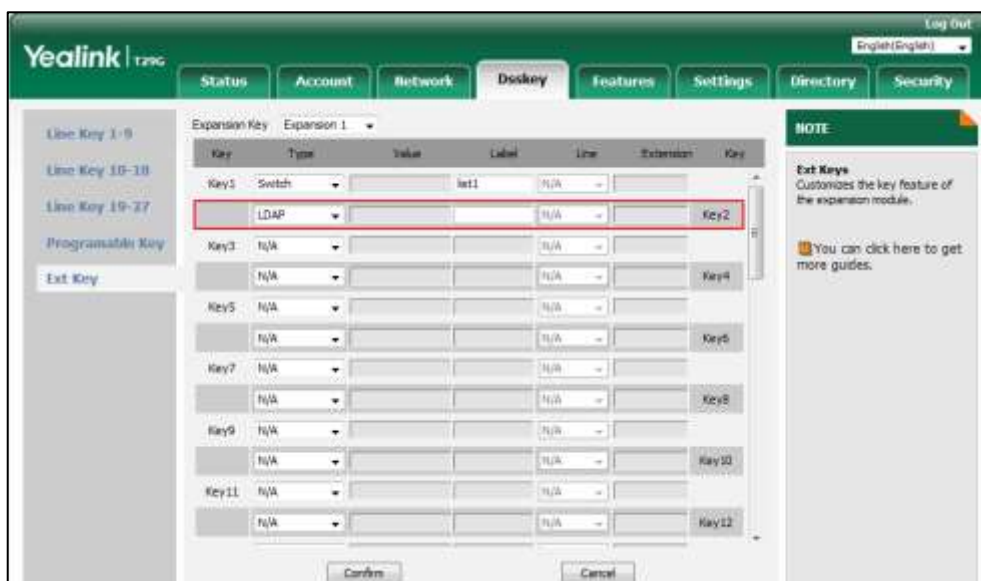 Log Out
Yealink T29G
English(English)
Status Account Network Dsskey Features Settings Directory Security
Line Key 1-9
Line Key 10-18
Line Key 19-27
Programable Key
Ext Key
Expansion Key Expansion 1
Key Type Value Label Line Extension Key
Key1 Switch list1 N/A
LDAP N/A Key2
Key3 N/A N/A
N/A N/A Key4
Key5 N/A N/A
N/A N/A Key6
Key7 N/A N/A
N/A N/A Key8
Key9 N/A N/A
N/A N/A Key10
Key11 N/A N/A
N/A N/A Key12
Confirm Cancel
NOTE
Ext Keys
Customizes the key feature of
the expansion module.
You can click here to get
more guides.